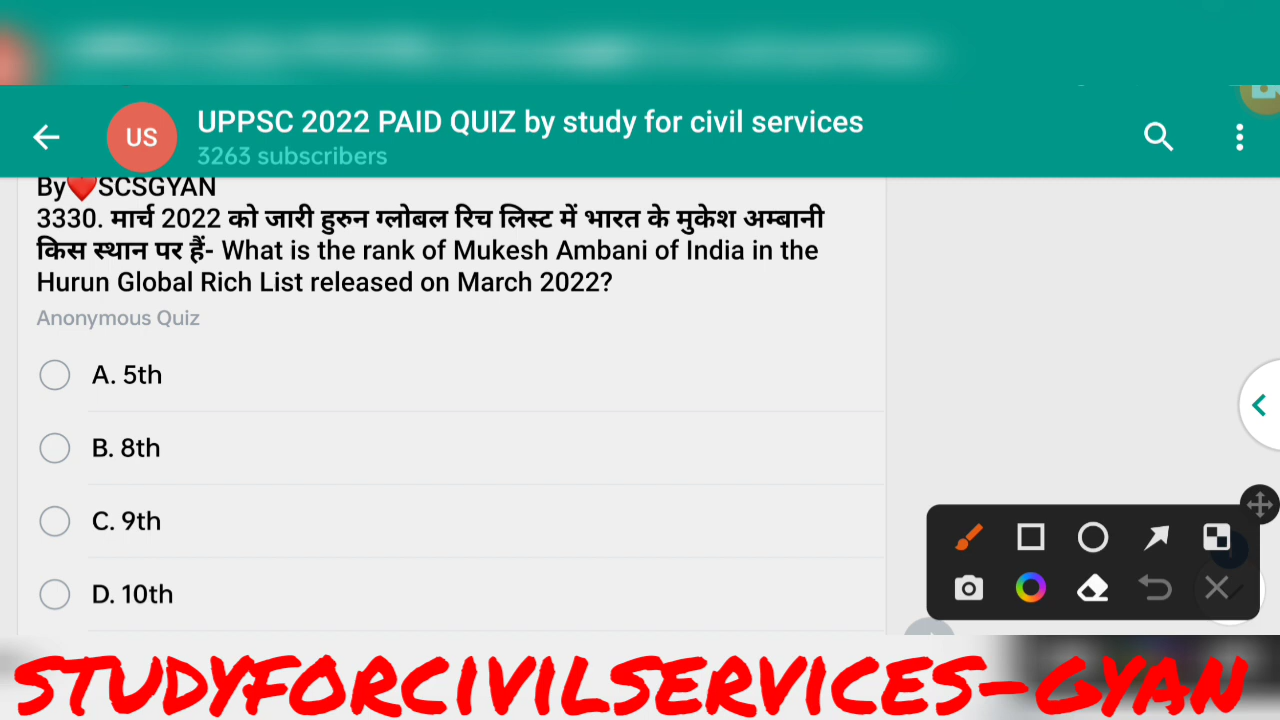 US
UPPSC 2022 PAID QUIZ by study for civil services
3263 subscribers
By❤️SCSGYAN
3330. मार्च 2022 को जारी हुरुन ग्लोबल रिच लिस्ट में भारत के मुकेश अम्बानी
किस स्थान पर हैं- What is the rank of Mukesh Ambani of India in the
Hurun Global Rich List released on March 2022?
Anonymous Quiz
A. 5th
B. 8th
C. 9th
D. 10th
STUDYFORCIVILSERVICES-GYAN